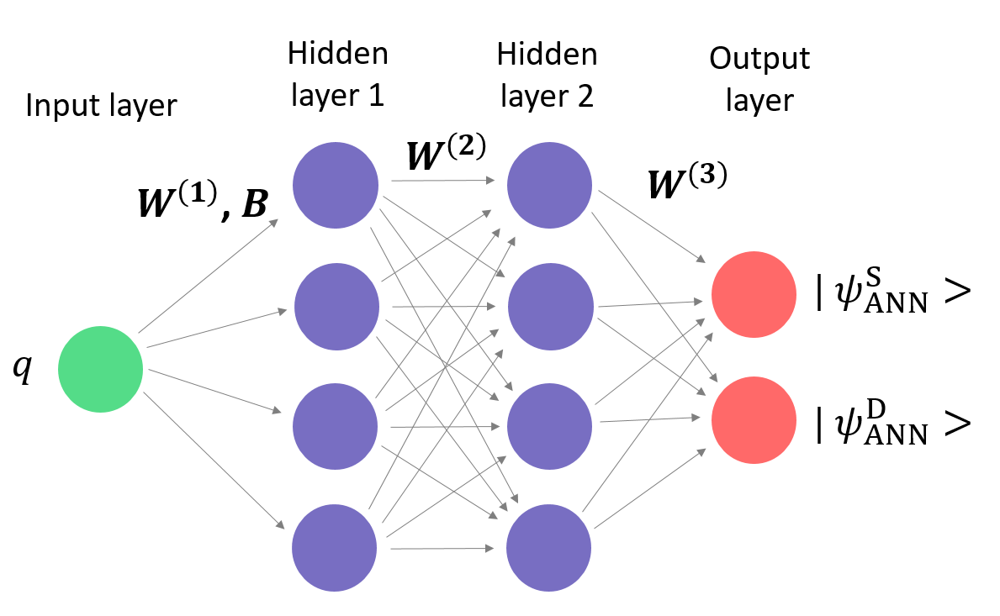 Input layer
Hidden
layer 1
Hidden
layer 2
Output
layer
W⁽¹⁾, B
W⁽²⁾
W⁽³⁾
q
| ψ^S_ANN >
| ψ^D_ANN >